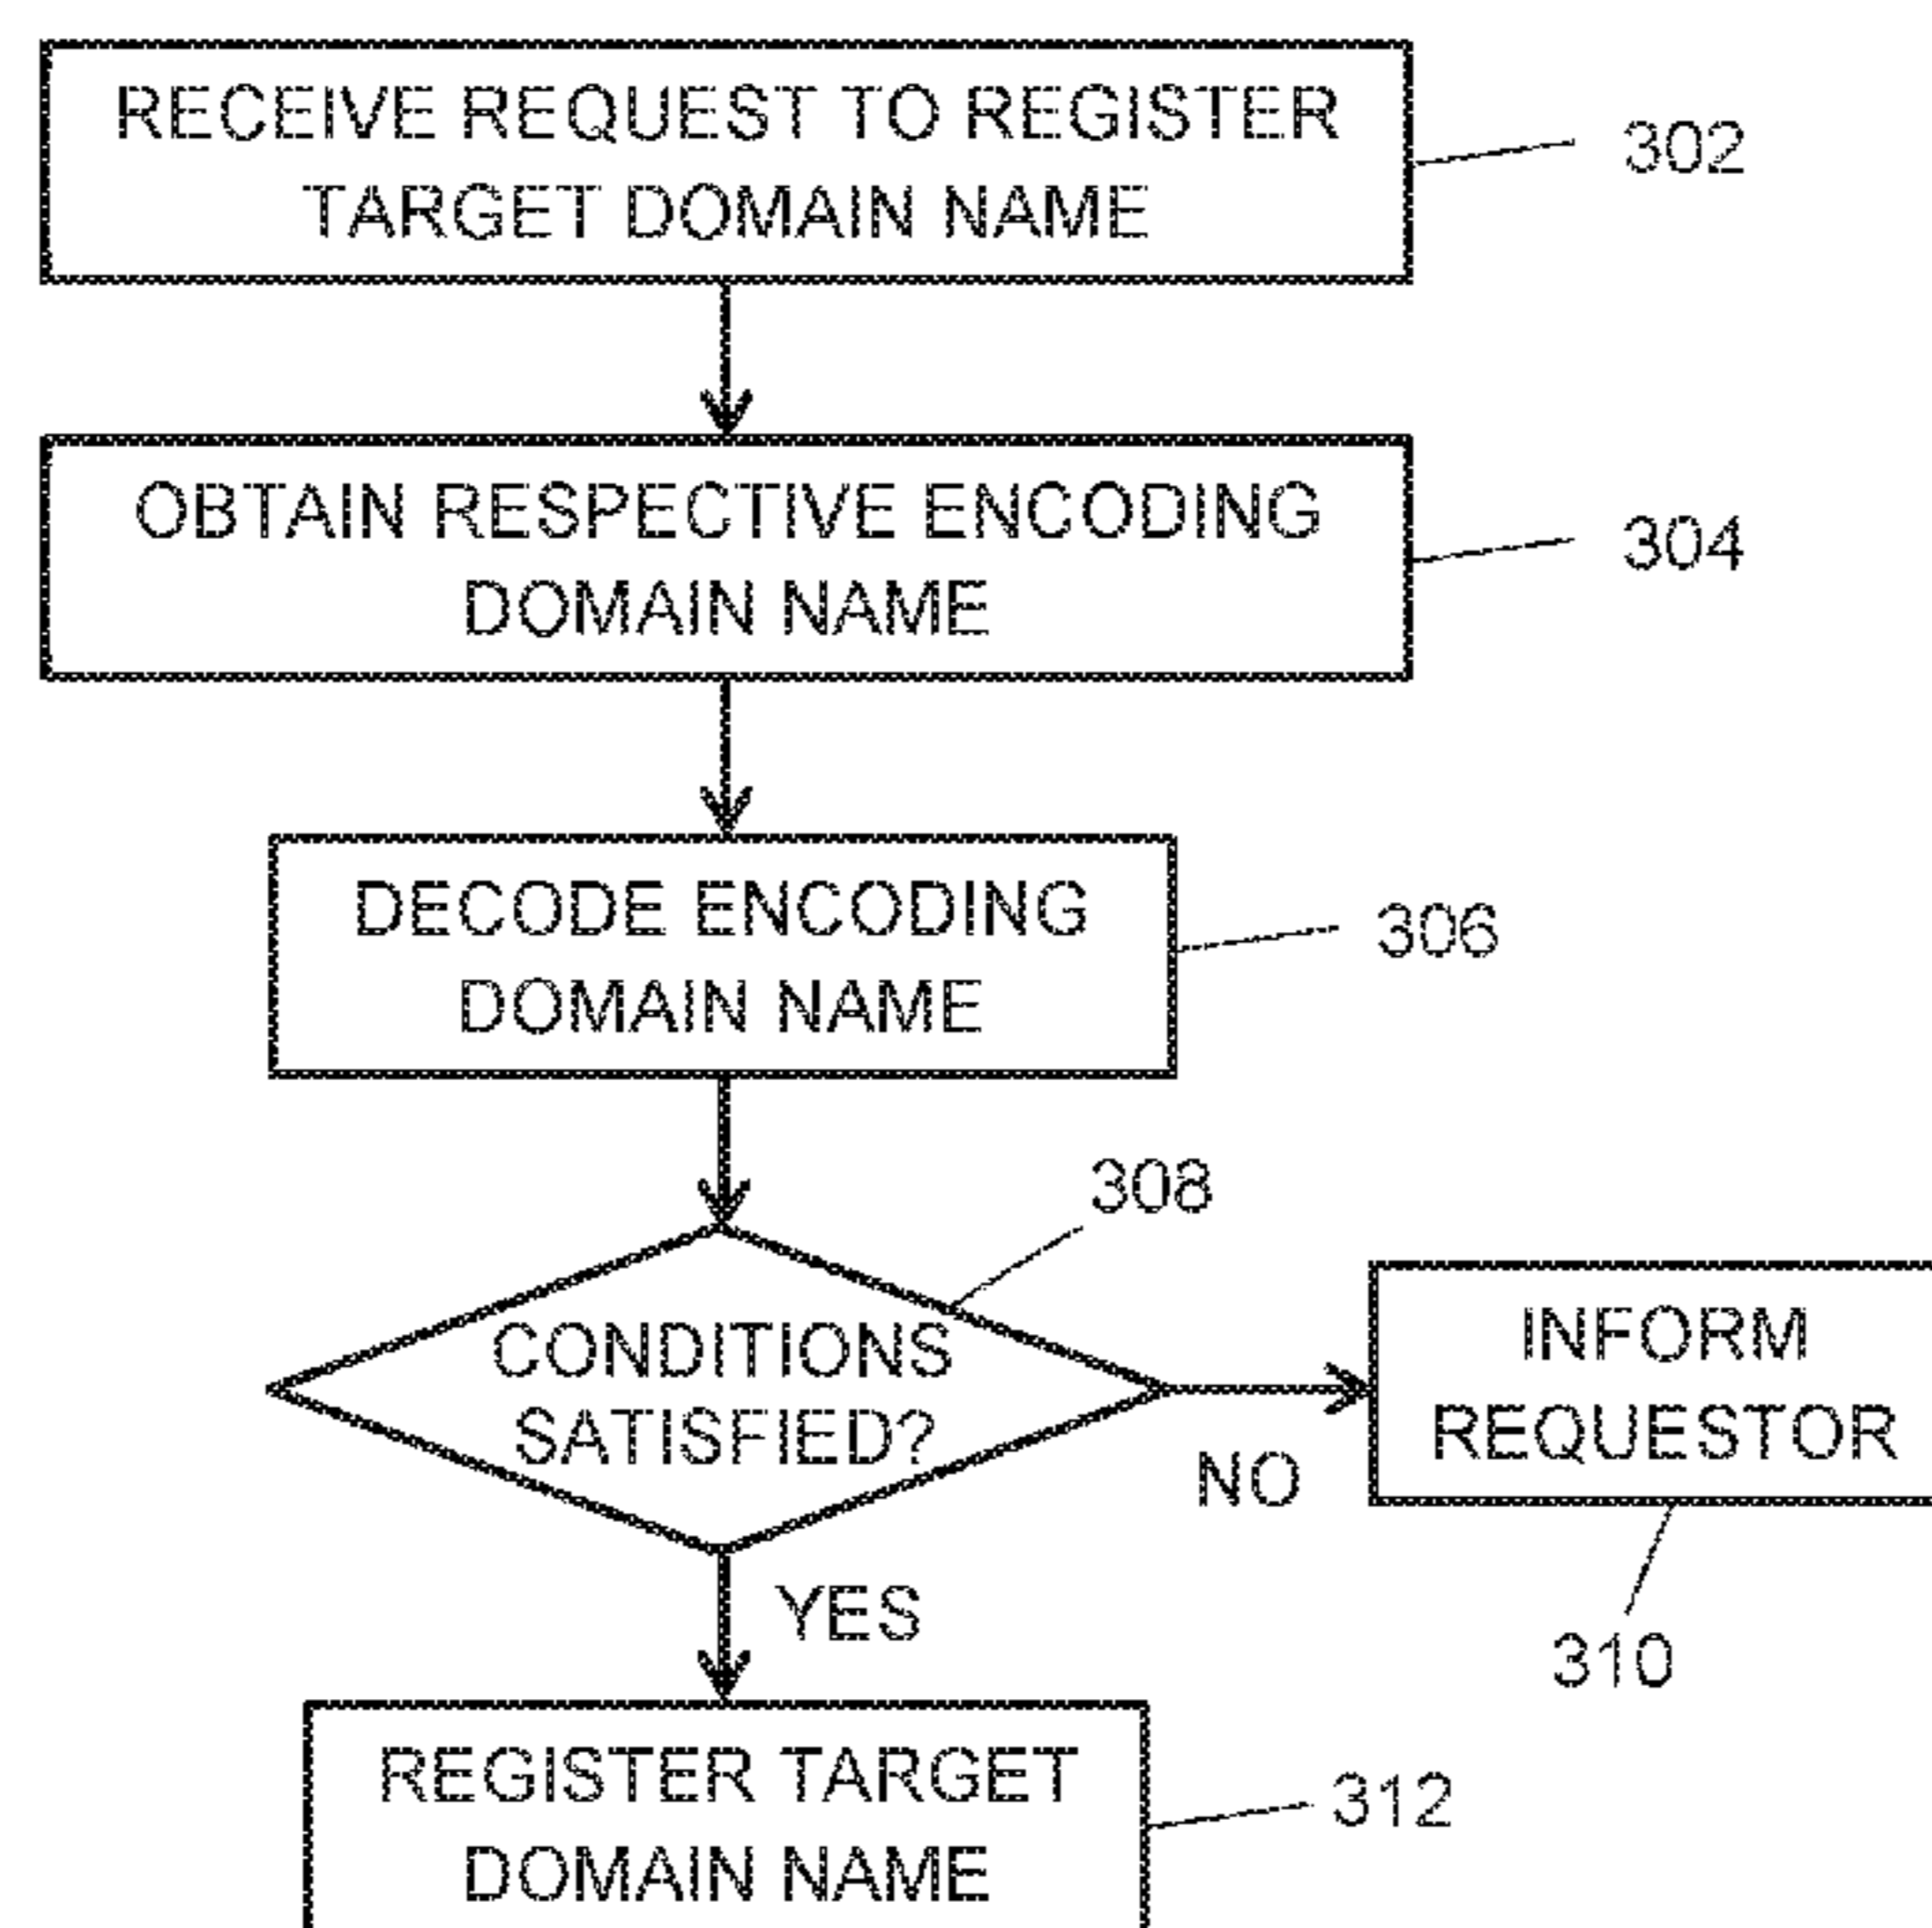 RECEIVE REQUEST TO REGISTER
TARGET DOMAIN NAME
302
OBTAIN RESPECTIVE ENCODING
DOMAIN NAME
304
DECODE ENCODING
DOMAIN NAME
306
308
CONDITIONS
SATISFIED?
NO
INFORM
REQUESTOR
310
YES
REGISTER TARGET
DOMAIN NAME
312